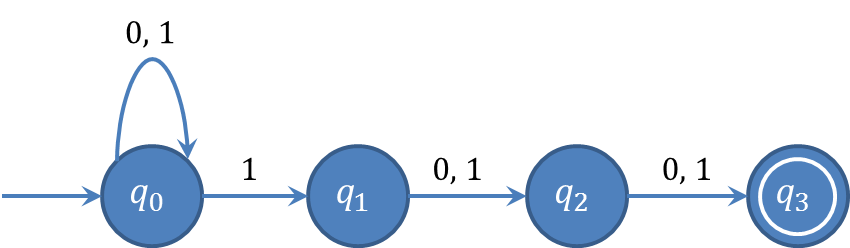 0, 1
1
0, 1
0, 1
q₀
q₁
q₂
q₃